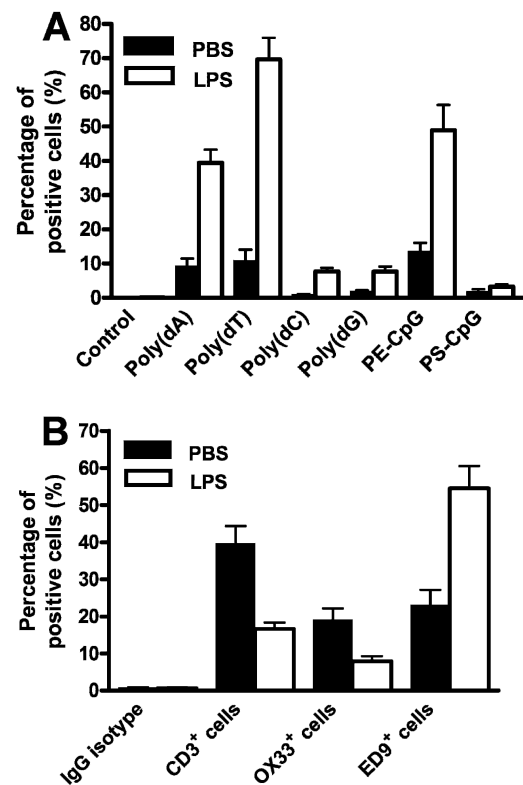 A
80
70
60
50
40
30
20
10
0
Percentage of
positive cells (%)
PBS
LPS
Control
Poly(dA)
Poly(dT)
Poly(dC)
Poly(dG)
PE-CpG
PS-CpG
B
70
60
50
40
30
20
10
0
Percentage of
positive cells (%)
PBS
LPS
IgG isotype
CD3⁺ cells
OX33⁺ cells
ED9⁺ cells